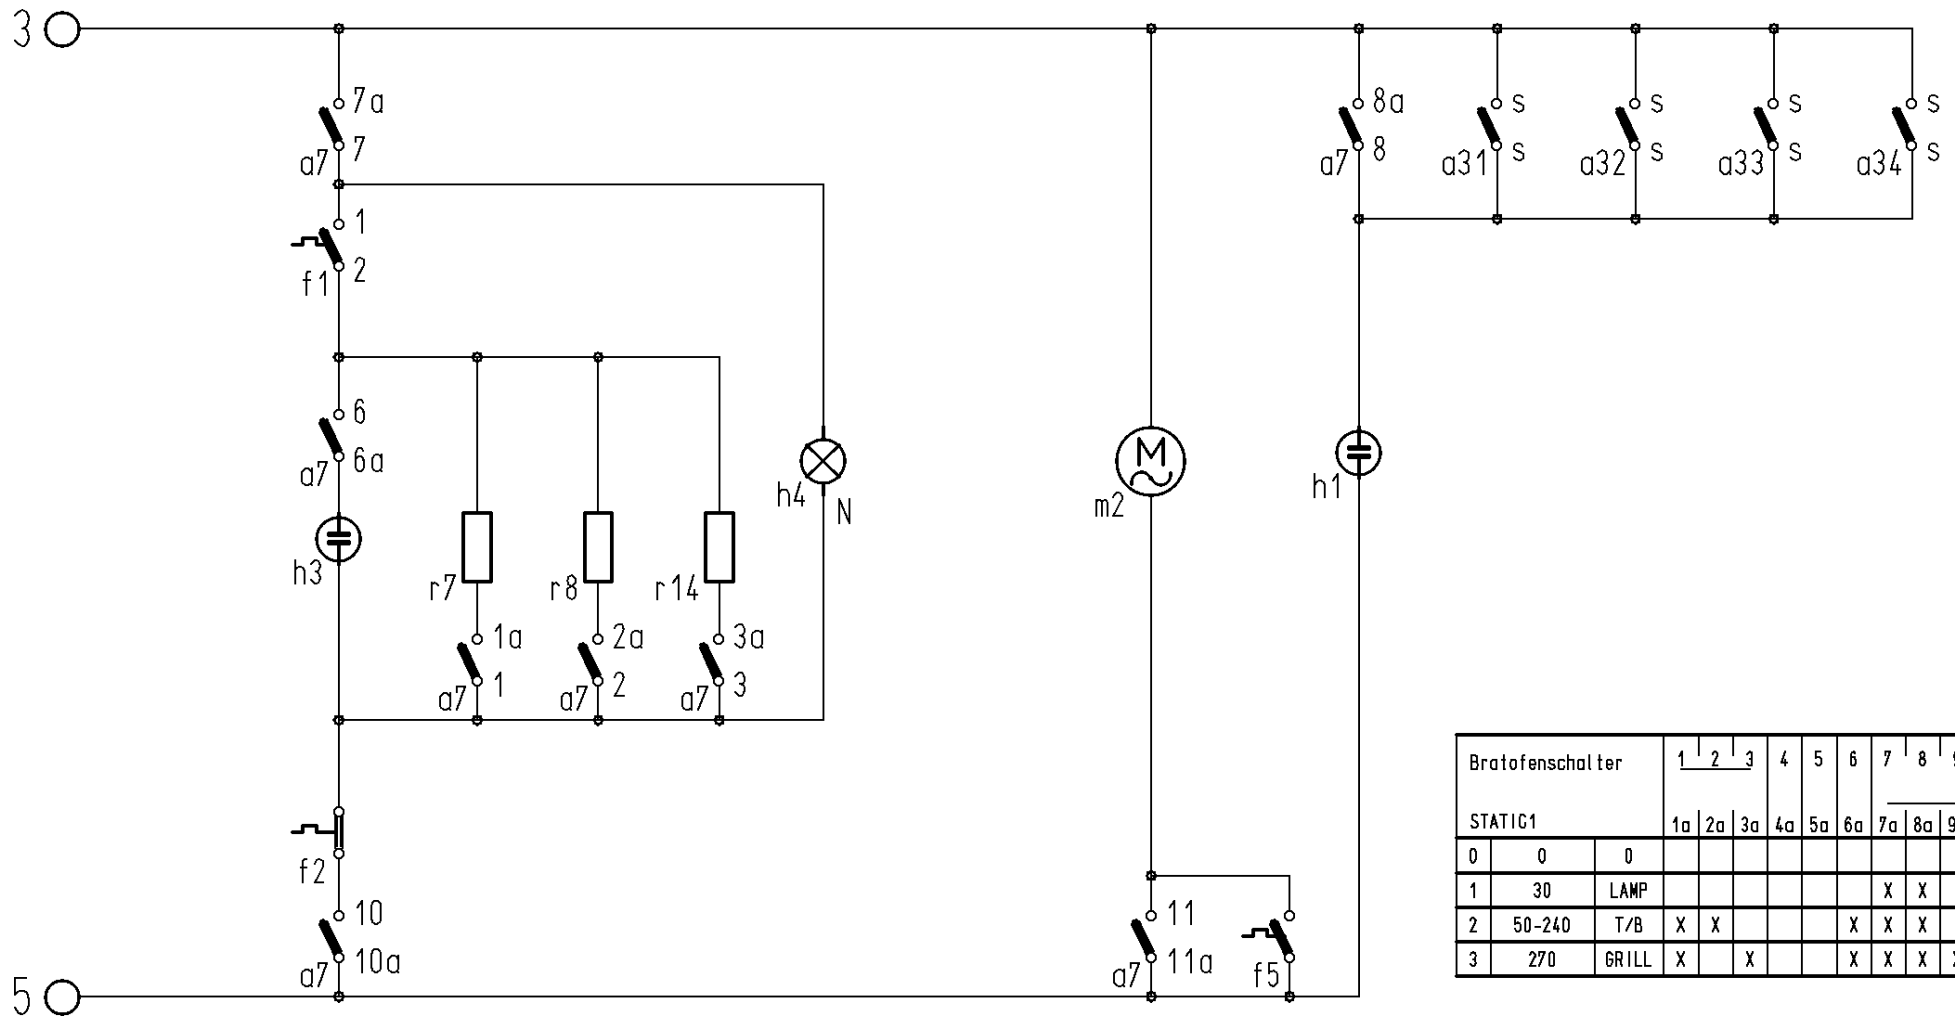 3
7a
7
a7
1
2
f1
6
6a
a7
h3
r7
r8
r14
1a
1
a7
2a
2
a7
3a
3
a7
h4
N
f2
10
10a
a7
5
M
m2
11
11a
a7
f5
8a
8
a7
s
s
a31
s
s
a32
s
s
a33
s
s
a34
h1
Bratofenschalter 1 2 3 4 5 6 7 8
STATIC1 1a 2a 3a 4a 5a 6a 7a 8a
0 0 0
1 30 LAMP X X
2 50-240 T/B X X X X X
3 270 GRILL X X X X X